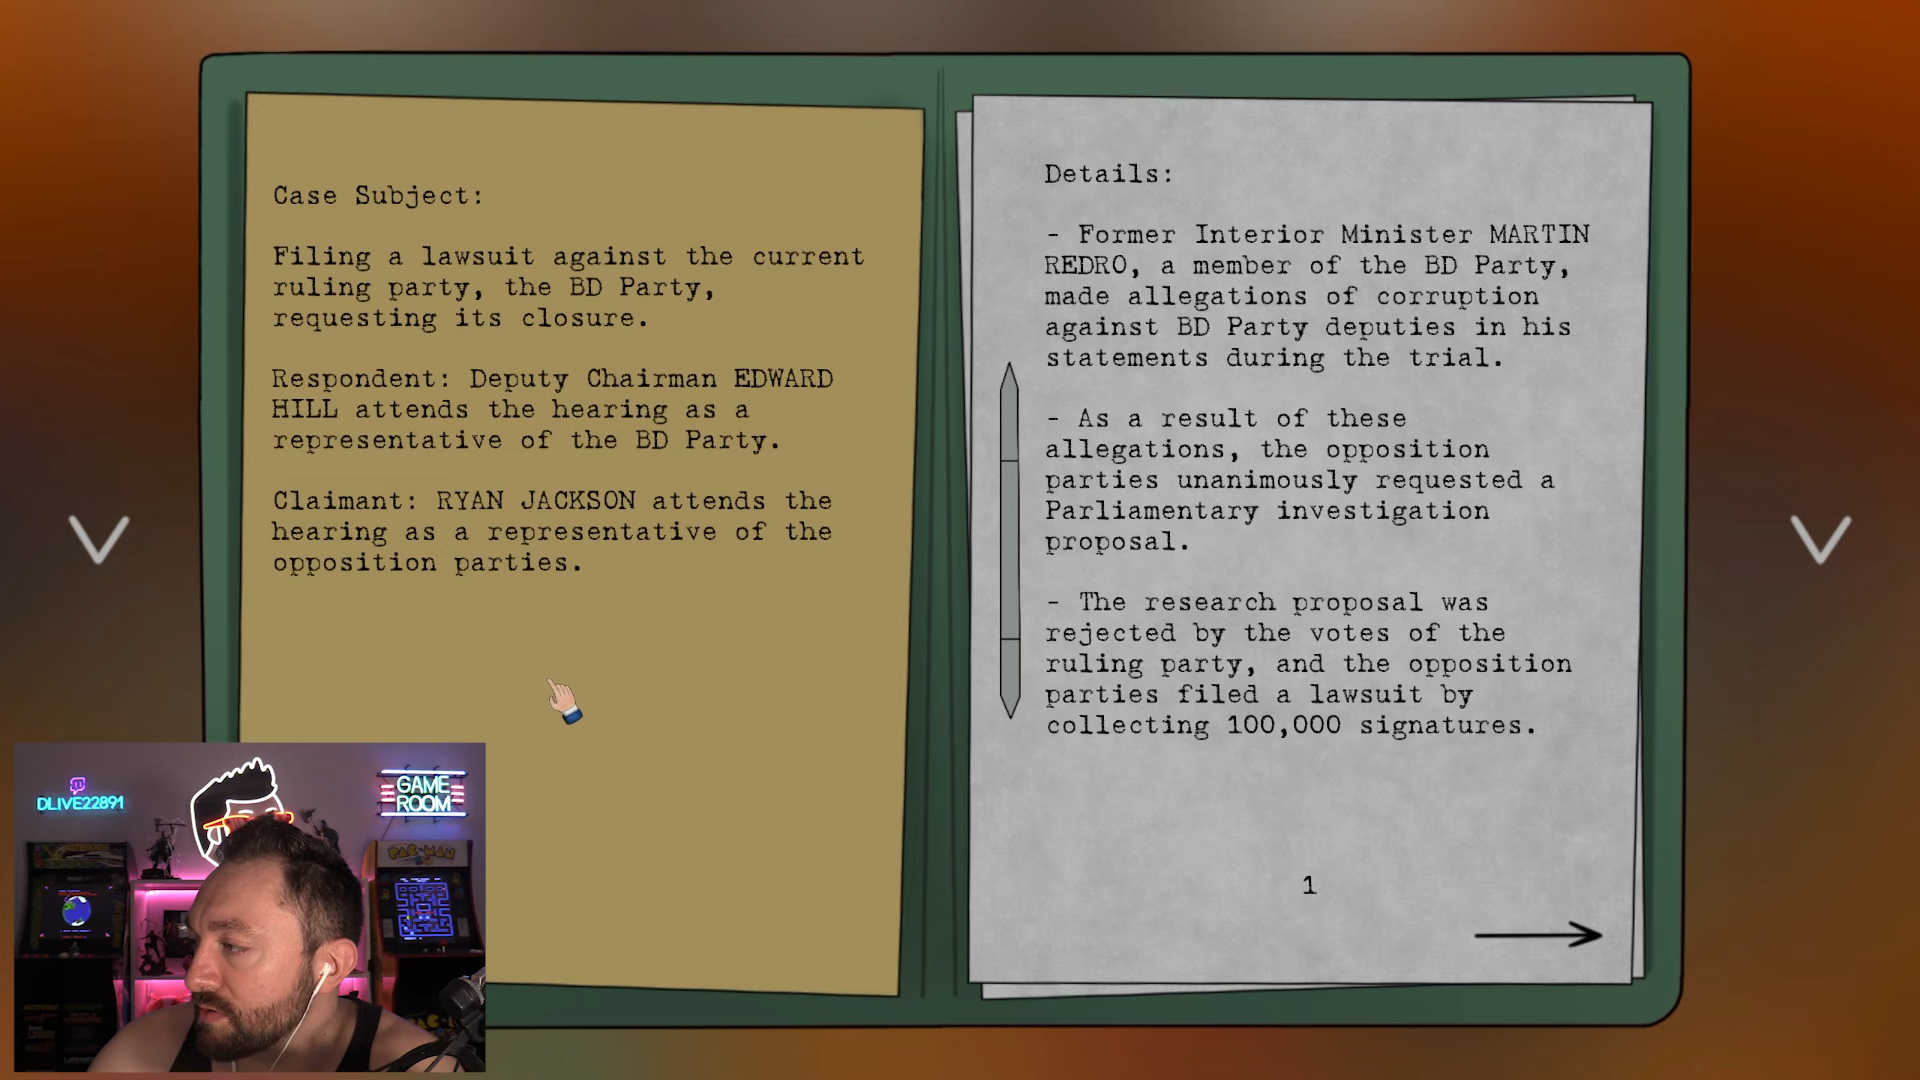 Case Subject:
Filing a lawsuit against the current
ruling party, the BD Party,
requesting its closure.
Respondent: Deputy Chairman EDWARD
HILL attends the hearing as a
representative of the BD Party.
Claimant: RYAN JACKSON attends the
hearing as a representative of the
opposition parties.
Details:
- Former Interior Minister MARTIN
REDRO, a member of the BD Party,
made allegations of corruption
against BD Party deputies in his
statements during the trial.
- As a result of these
allegations, the opposition
parties unanimously requested a
Parliamentary investigation
proposal.
- The research proposal was
rejected by the votes of the
ruling party, and the opposition
parties filed a lawsuit by
collecting 100,000 signatures.
1
DLIVE22891
GAME
ROOM
PAC-MAN